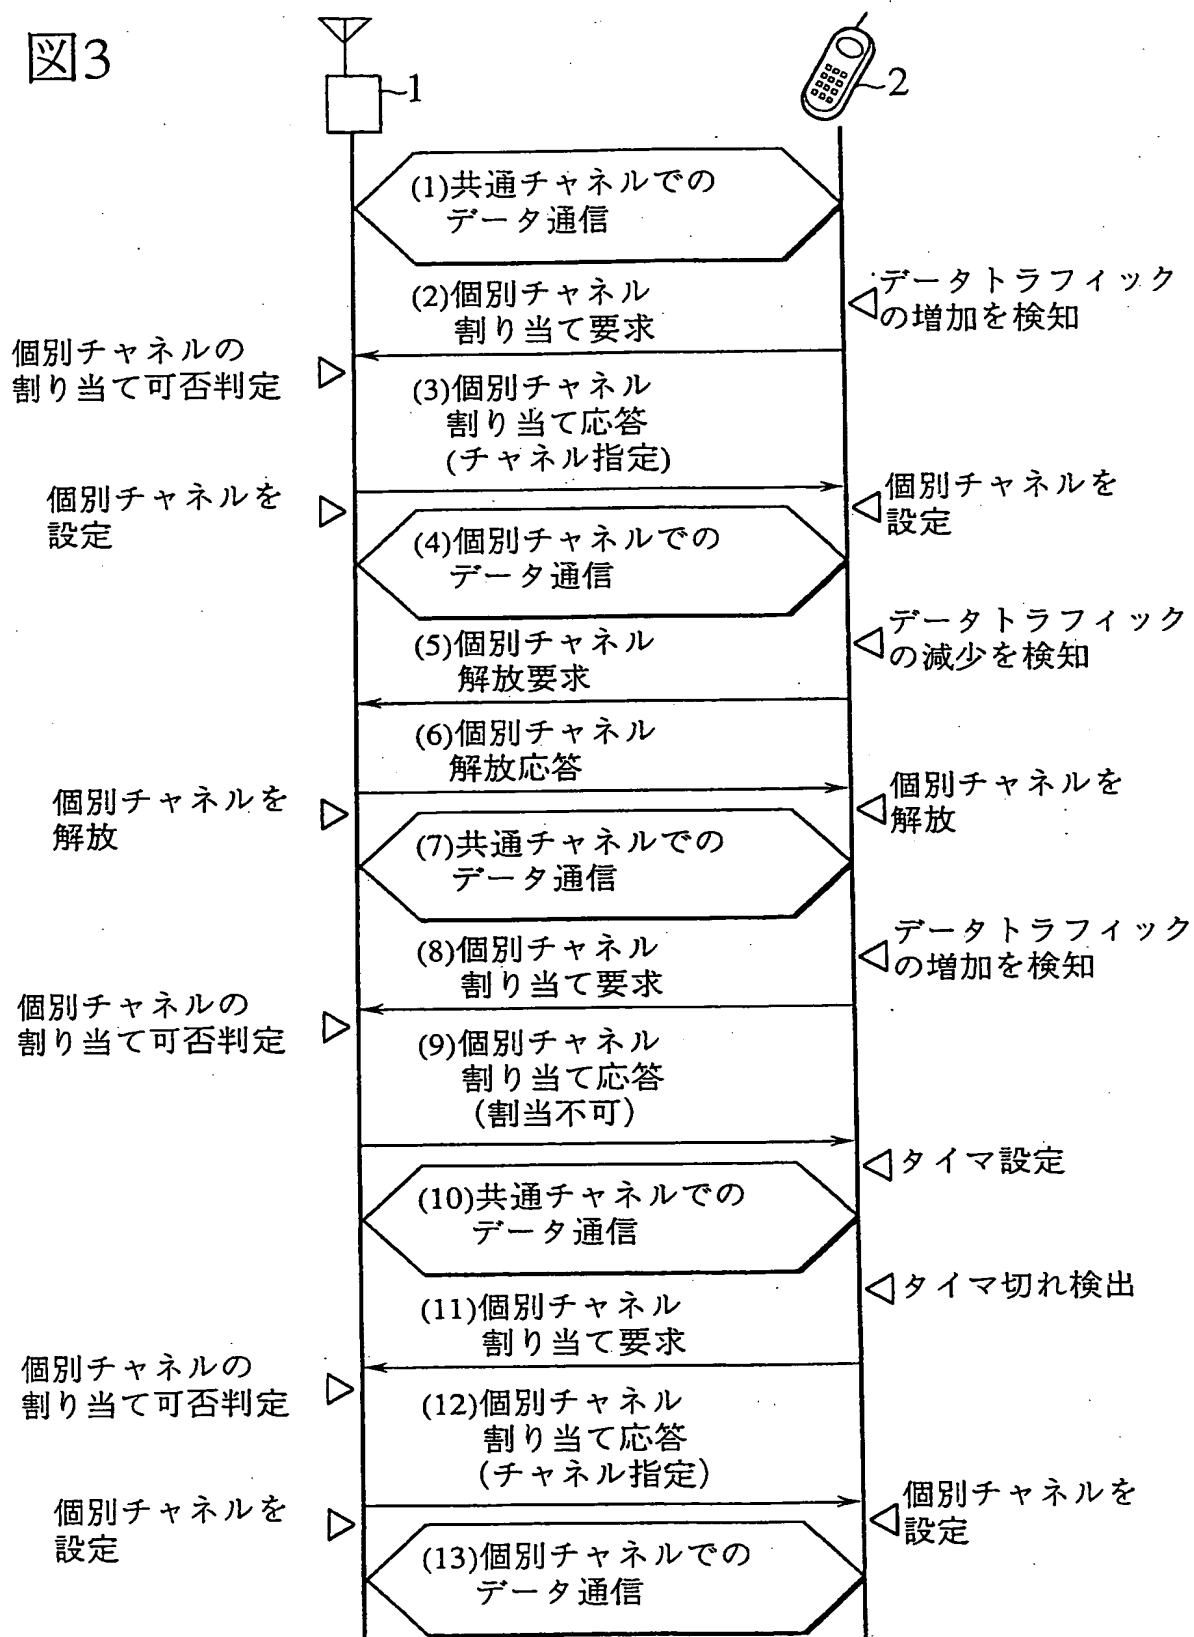 図3
1
2
(1)共通チャネルでの
データ通信
データトラフィック
の増加を検知
(2)個別チャネル
割り当て要求
個別チャネルの
割り当て可否判定
(3)個別チャネル
割り当て応答
(チャネル指定)
個別チャネルを
設定
個別チャネルを
設定
(4)個別チャネルでの
データ通信
データトラフィック
の減少を検知
(5)個別チャネル
解放要求
(6)個別チャネル
解放応答
個別チャネルを
解放
個別チャネルを
解放
(7)共通チャネルでの
データ通信
データトラフィック
の増加を検知
(8)個別チャネル
割り当て要求
個別チャネルの
割り当て可否判定
(9)個別チャネル
割り当て応答
(割当不可)
タイマ設定
(10)共通チャネルでの
データ通信
タイマ切れ検出
(11)個別チャネル
割り当て要求
個別チャネルの
割り当て可否判定
(12)個別チャネル
割り当て応答
(チャネル指定)
個別チャネルを
設定
個別チャネルを
設定
(13)個別チャネルでの
データ通信